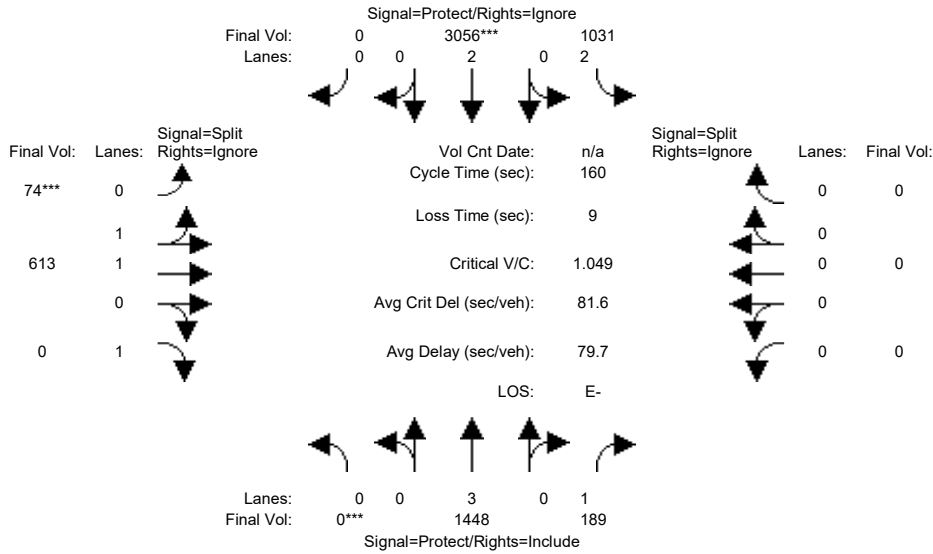 Signal=Protect/Rights=Ignore
Final Vol: 0 3056*** 1031
Lanes: 0 0 2 0 2
Signal=Split
Final Vol: Lanes: Rights=Ignore
Vol Cnt Date: n/a
Signal=Split
Rights=Ignore Lanes: Final Vol:
Cycle Time (sec): 160
74*** 0
0 0
Loss Time (sec): 9
1
0
613 1
Critical V/C: 1.049
0 0
0
Avg Crit Del (sec/veh): 81.6
0
0 1
Avg Delay (sec/veh): 79.7
0 0
LOS: E-
Lanes: 0 0 3 0 1
Final Vol: 0*** 1448 189
Signal=Protect/Rights=Include